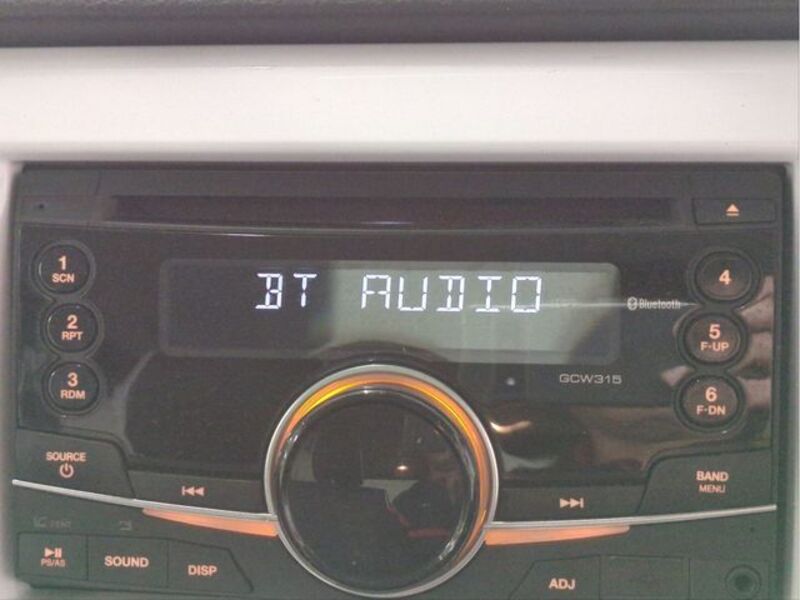 1
SCN
2
RPT
3
RDM
BT AUDIO
Bluetooth
GCW315
4
5
F-UP
6
F-DN
SOURCE
BAND
MENU
PS/AS
SOUND
DISP
ADJ